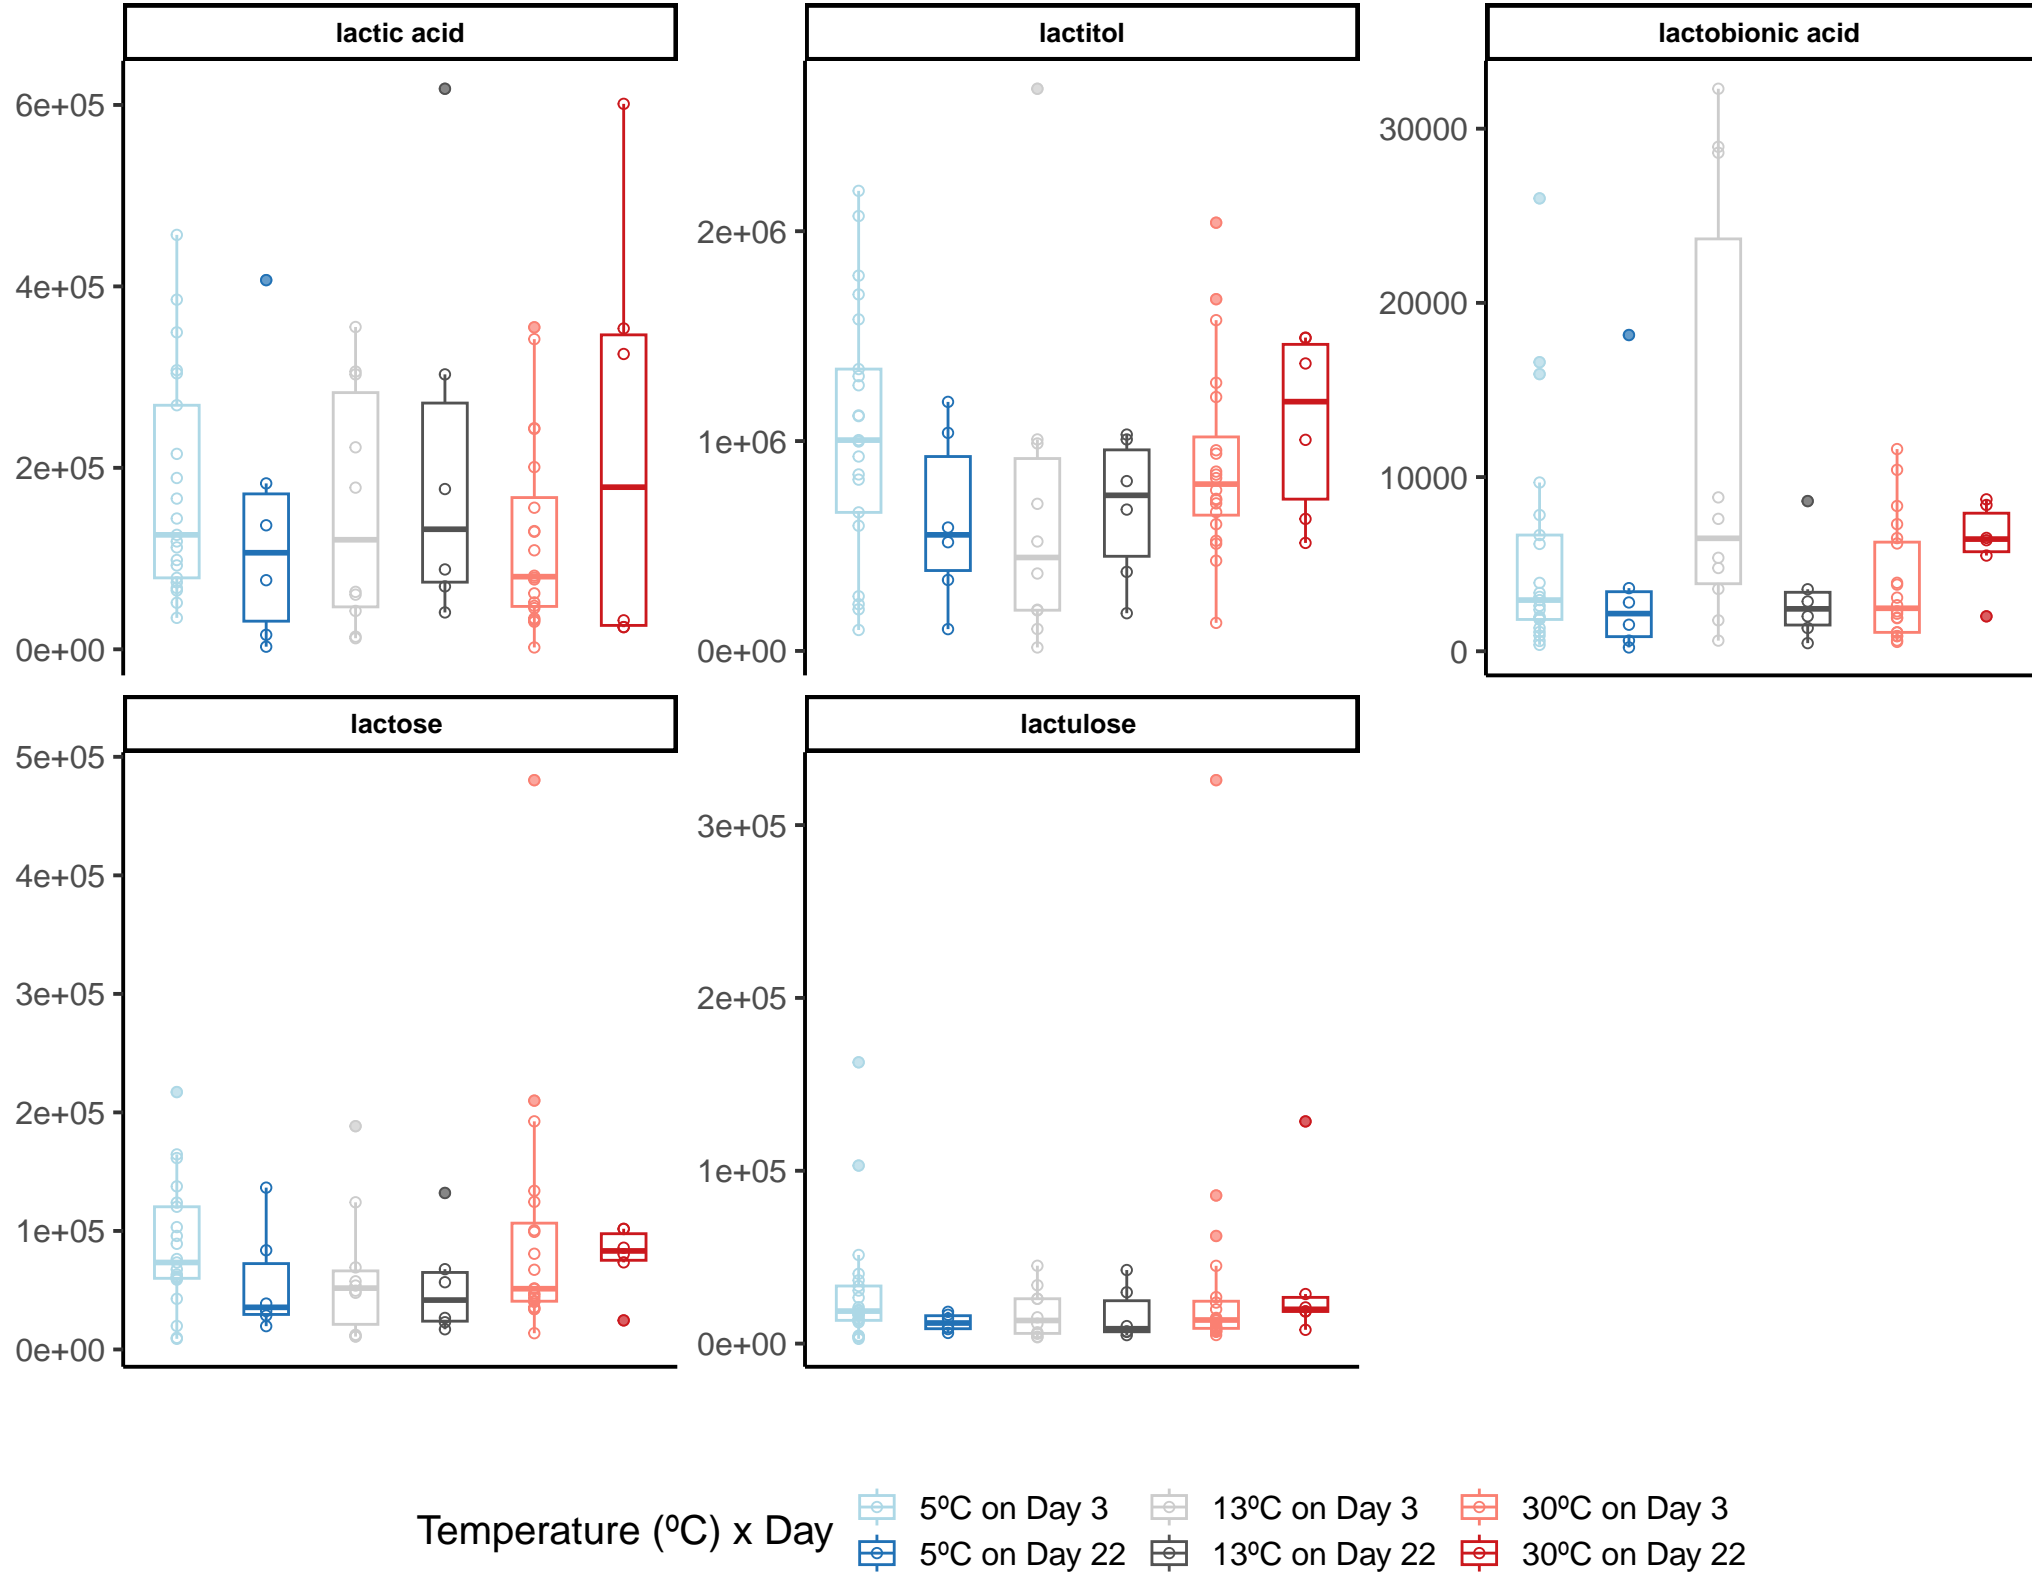 lactic acid
lactitol
lactobionic acid
6e+05
4e+05
2e+05
0e+00
2e+06
1e+06
0e+00
30000
20000
10000
0
lactose
lactulose
5e+05
4e+05
3e+05
2e+05
1e+05
0e+00
3e+05
2e+05
1e+05
0e+00
Temperature (ºC) x Day
5ºC on Day 3
13ºC on Day 3
30ºC on Day 3
5ºC on Day 22
13ºC on Day 22
30ºC on Day 22